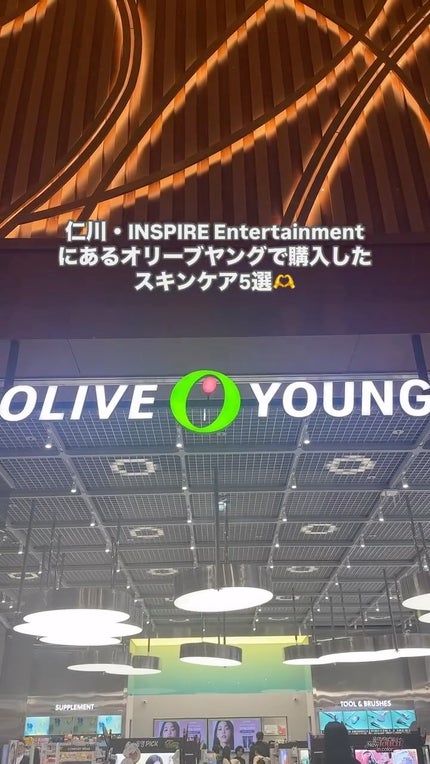 仁川・INSPIRE Entertainment
にあるオリーブヤングで購入した
スキンケア5選🫶
OLIVE YOUNG
SUPPLEMENT
TOOL & BRUSHES